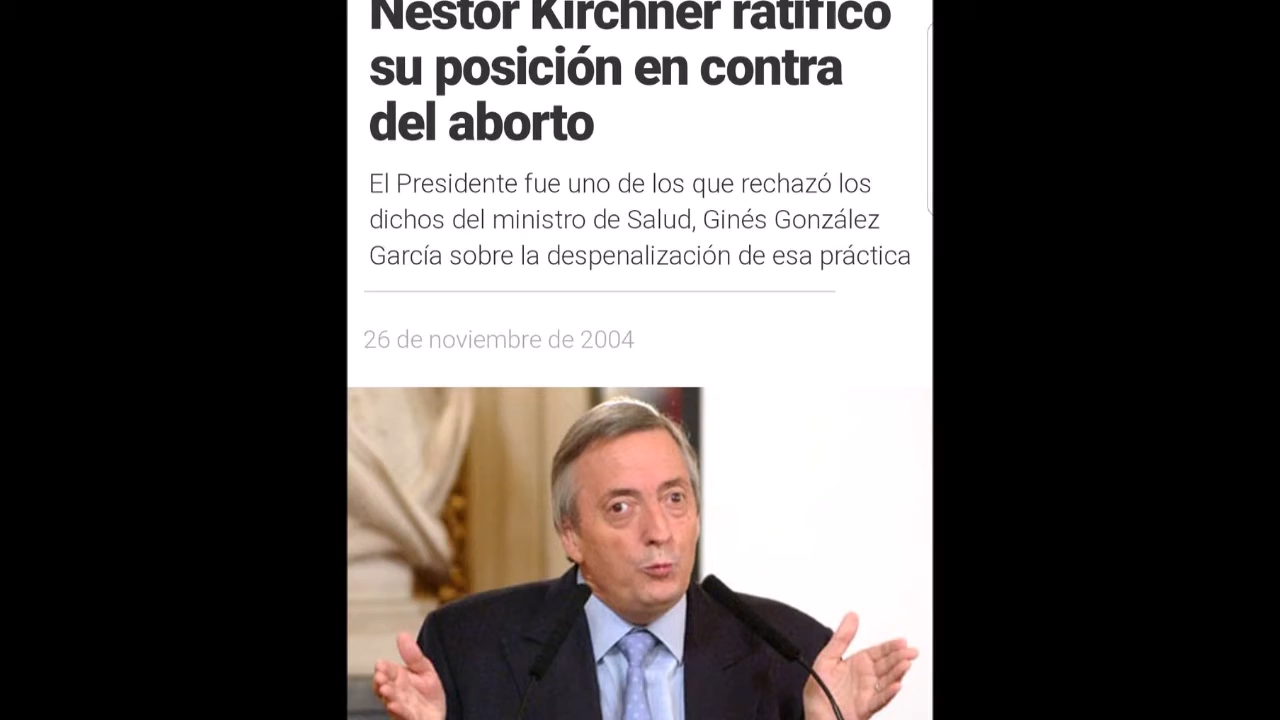 Néstor Kirchner ratificó
su posición en contra
del aborto
El Presidente fue uno de los que rechazó los
dichos del ministro de Salud, Ginés González
García sobre la despenalización de esa práctica
26 de noviembre de 2004